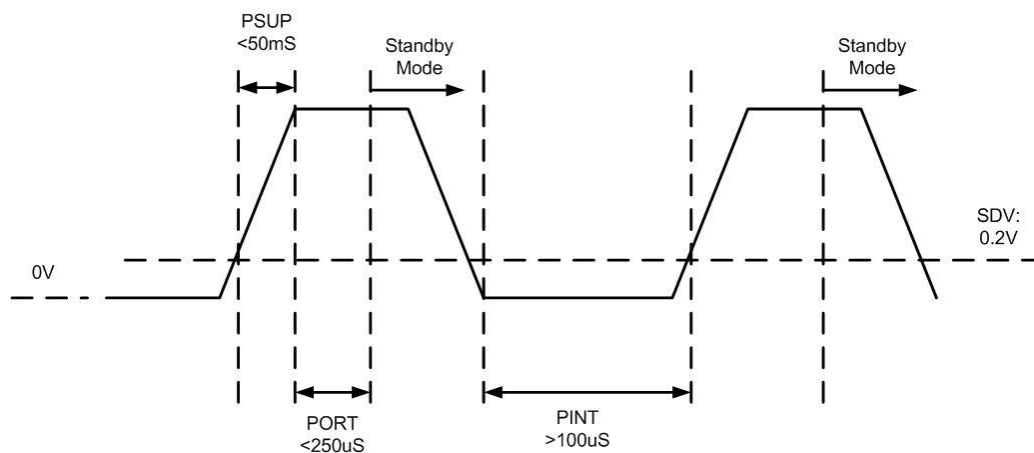 PSUP
<50mS
Standby
Mode
Standby
Mode
SDV:
0.2V
0V
PORT
<250uS
PINT
>100uS